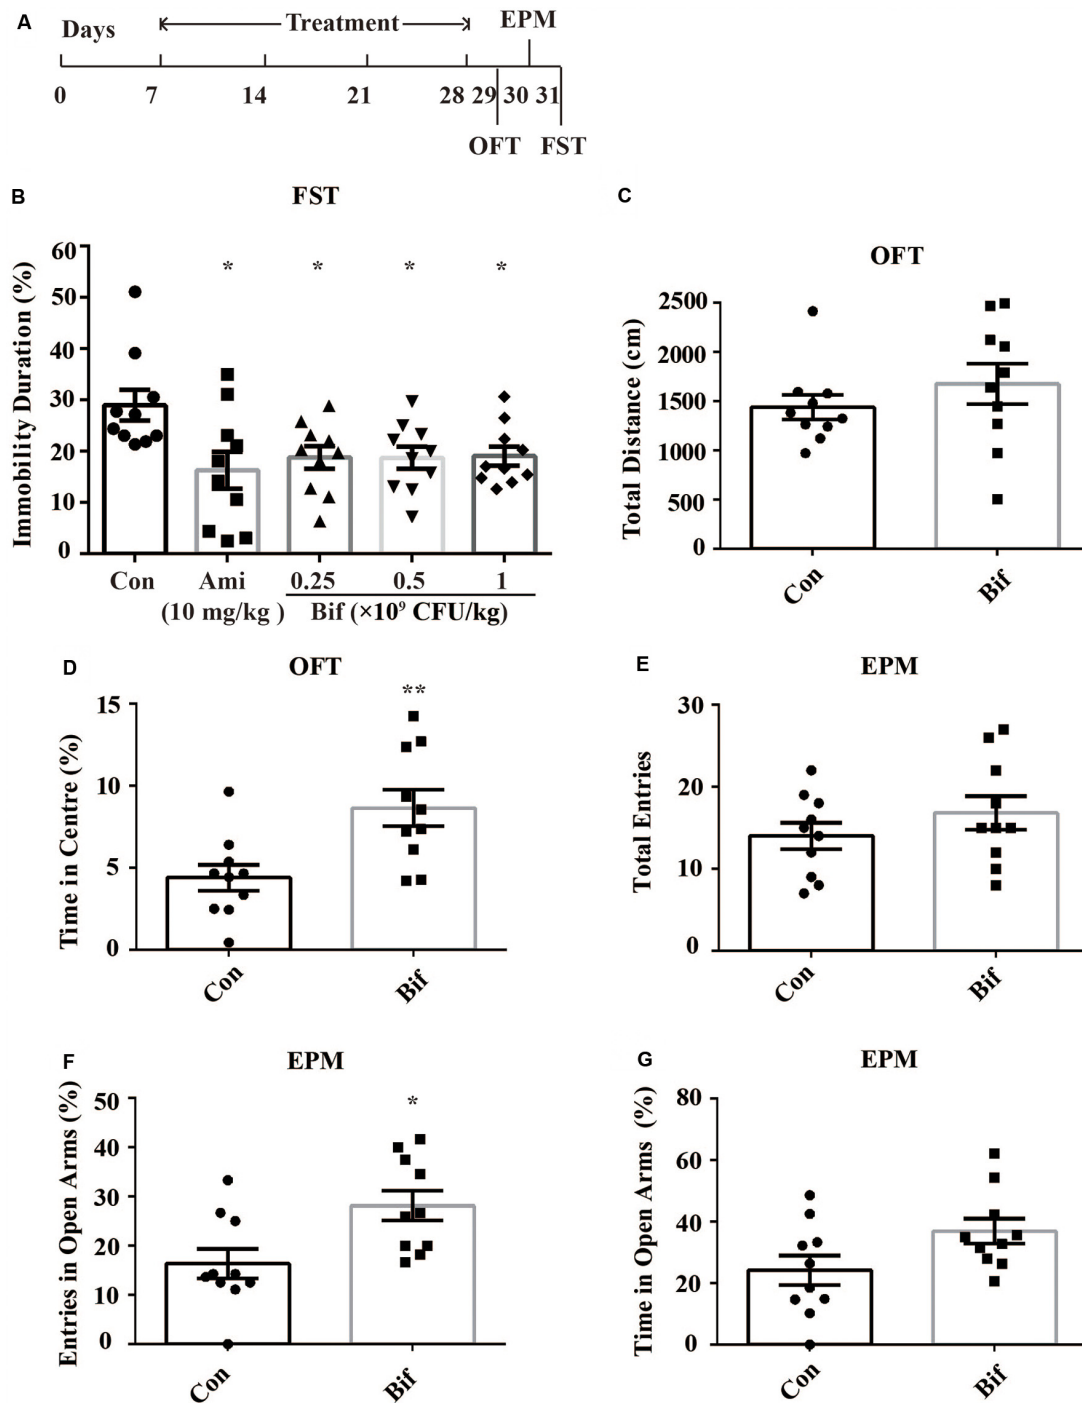 A
Days
Treatment
EPM
0 7 14 21 28 29 30 31
OFT FST
B
FST
Immobility Duration (%)
60
50
40
30
20
10
0
* * * *
Con Ami 0.25 0.5 1
(10 mg/kg ) Bif (×10⁹ CFU/kg)
C
OFT
Total Distance (cm)
2500
2000
1500
1000
500
0
Con Bif
D
OFT
Time in Centre (%)
15
10
5
0
**
Con Bif
E
EPM
Total Entries
30
20
10
0
Con Bif
F
EPM
Entries in Open Arms (%)
50
40
30
20
10
0
*
Con Bif
G
EPM
Time in Open Arms (%)
80
60
40
20
0
Con Bif